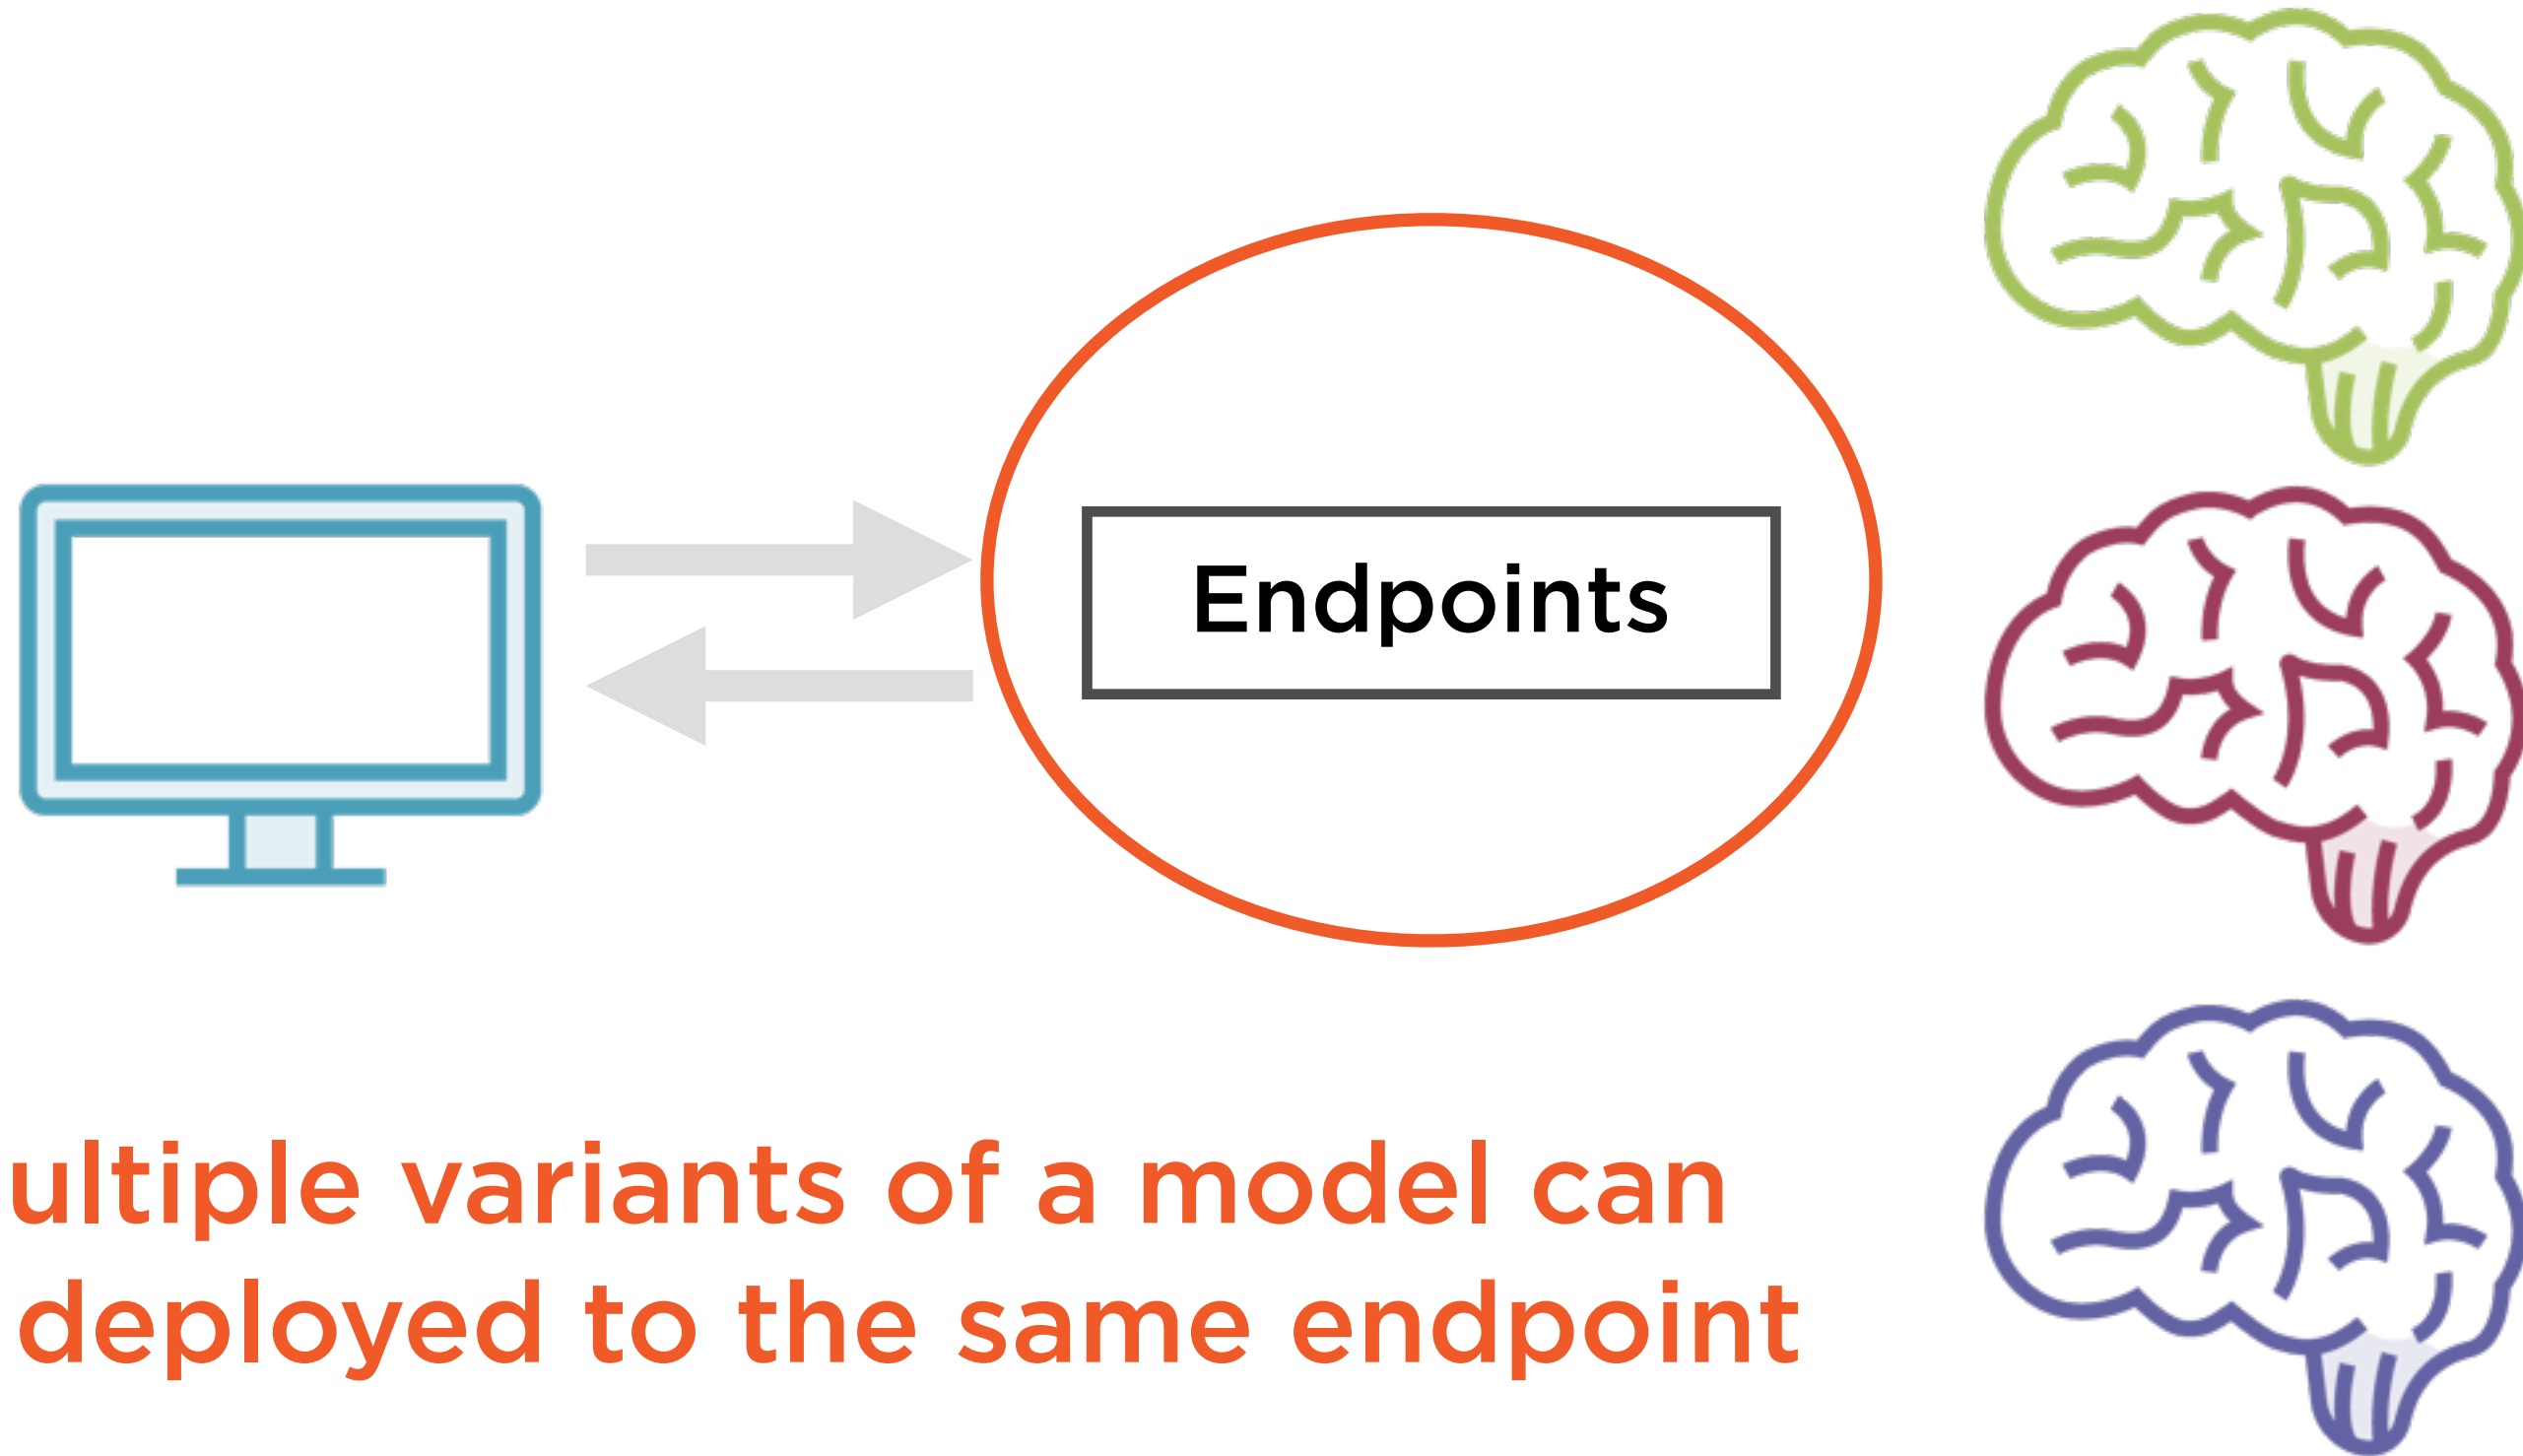 Endpoints
ultiple variants of a model can
deployed to the same endpoint